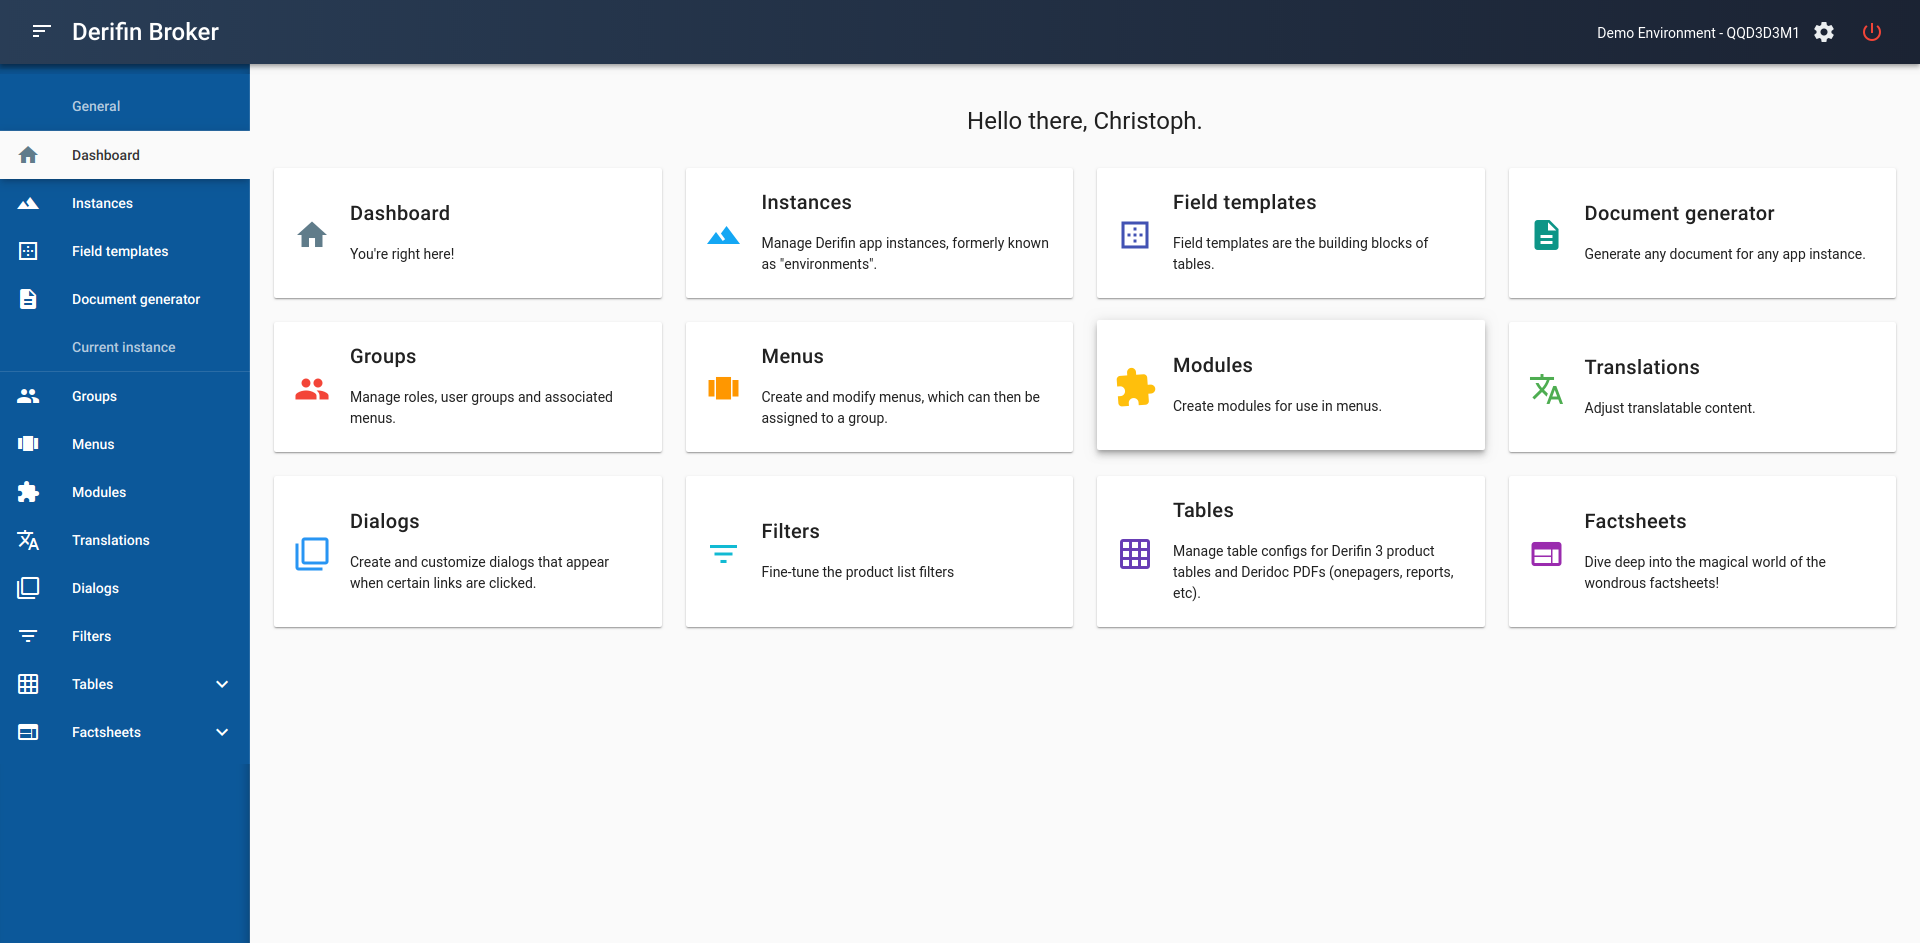 Derifin Broker
Demo Environment - QQD3D3M1
General
Dashboard
Instances
Field templates
Document generator
Current instance
Groups
Menus
Modules
Translations
Dialogs
Filters
Tables
Factsheets
Hello there, Christoph.
Dashboard
You're right here!
Instances
Manage Derifin app instances, formerly known
as "environments".
Field templates
Field templates are the building blocks of
tables.
Document generator
Generate any document for any app instance.
Groups
Manage roles, user groups and associated
menus.
Menus
Create and modify menus, which can then be
assigned to a group.
Modules
Create modules for use in menus.
Translations
Adjust translatable content.
Dialogs
Create and customize dialogs that appear
when certain links are clicked.
Filters
Fine-tune the product list filters
Tables
Manage table configs for Derifin 3 product
tables and Deridoc PDFs (onepagers, reports,
etc).
Factsheets
Dive deep into the magical world of the
wondrous factsheets!